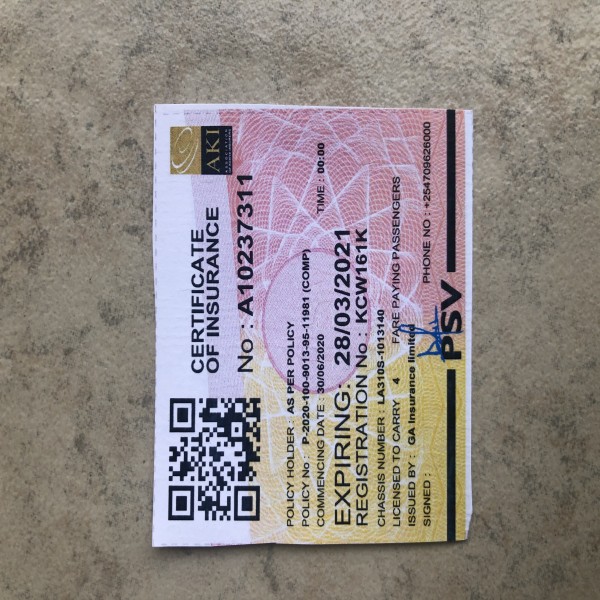 CERTIFICATE
OF INSURANCE
AKI
No : A10237311
POLICY HOLDER : AS PER POLICY
POLICY No : P-2020-100-9013-95-11981 (COMP)
COMMENCING DATE : 30/06/2020 TIME : 00:00
EXPIRING: 28/03/2021
REGISTRATION No : KCW161K
CHASSIS NUMBER : LA310S-1013140
LICENSED TO CARRY 4 FARE PAYING PASSENGERS
ISSUED BY : GA Insurance limited
SIGNED : PHONE NO : +254709626000
PSV